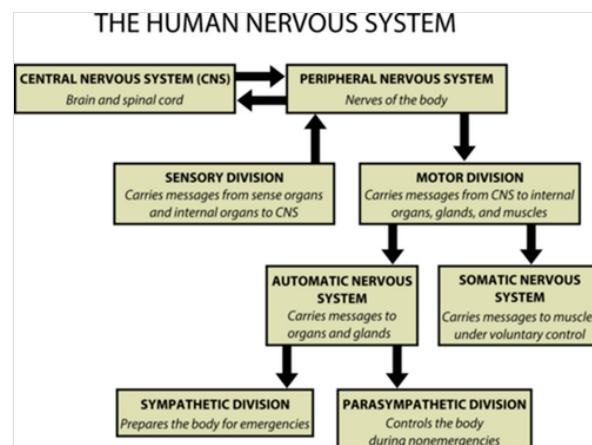 THE HUMAN NERVOUS SYSTEM
CENTRAL NERVOUS SYSTEM (CNS)
Brain and spinal cord
PERIPHERAL NERVOUS SYSTEM
Nerves of the body
SENSORY DIVISION
Carries messages from sense organs
and internal organs to CNS
MOTOR DIVISION
Carries messages from CNS to internal
organs, glands, and muscles
AUTOMATIC NERVOUS
SYSTEM
Carries messages to
organs and glands
SOMATIC NERVOUS
SYSTEM
Carries messages to muscle
under voluntary control
SYMPATHETIC DIVISION
Prepares the body for emergencies
PARASYMPATHETIC DIVISION
Controls the body
during nonemergencies